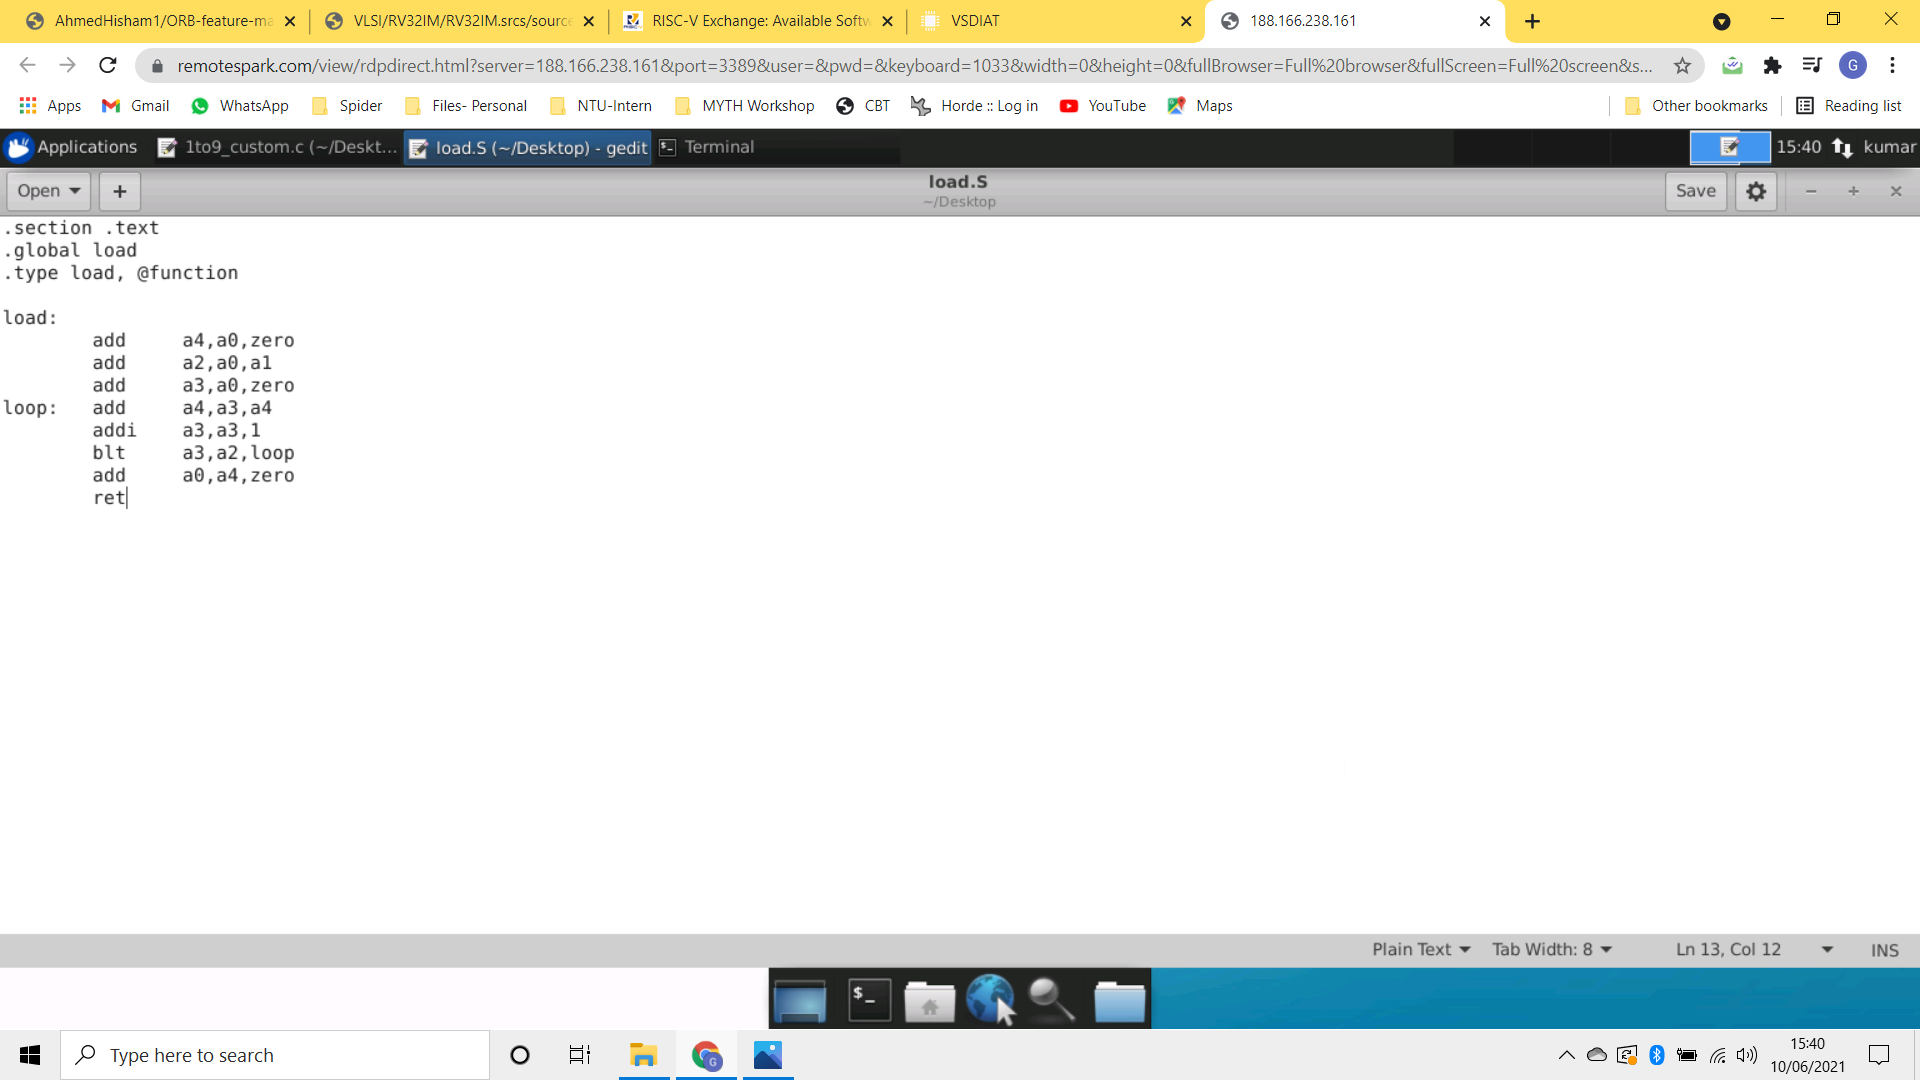 AhmedHisham1/ORB-feature-ma
VLSI/RV32IM/RV32IM.srcs/source
RISC-V Exchange: Available Softw
VSDIAT
188.166.238.161
remotespark.com/view/rdpdirect.html?server=188.166.238.161&port=3389&user=&pwd=&keyboard=1033&width=0&height=0&fullBrowser=Full%20browser&fullScreen=Full%20screen&s...
G
Apps
Gmail
WhatsApp
Spider
Files- Personal
NTU-Intern
MYTH Workshop
CBT
Horde :: Log in
YouTube
Maps
Other bookmarks
Reading list
Applications
1to9_custom.c (~/Deskt...
load.S (~/Desktop) - gedit
Terminal
15:40
kumar
Open
load.S
~/Desktop
Save
.section .text
.global load
.type load, @function
load:
add a4,a0,zero
add a2,a0,a1
add a3,a0,zero
loop: add a4,a3,a4
addi a3,a3,1
blt a3,a2,loop
add a0,a4,zero
ret
Plain Text
Tab Width: 8
Ln 13, Col 12
INS
$_
Type here to search
G
15:40
10/06/2021